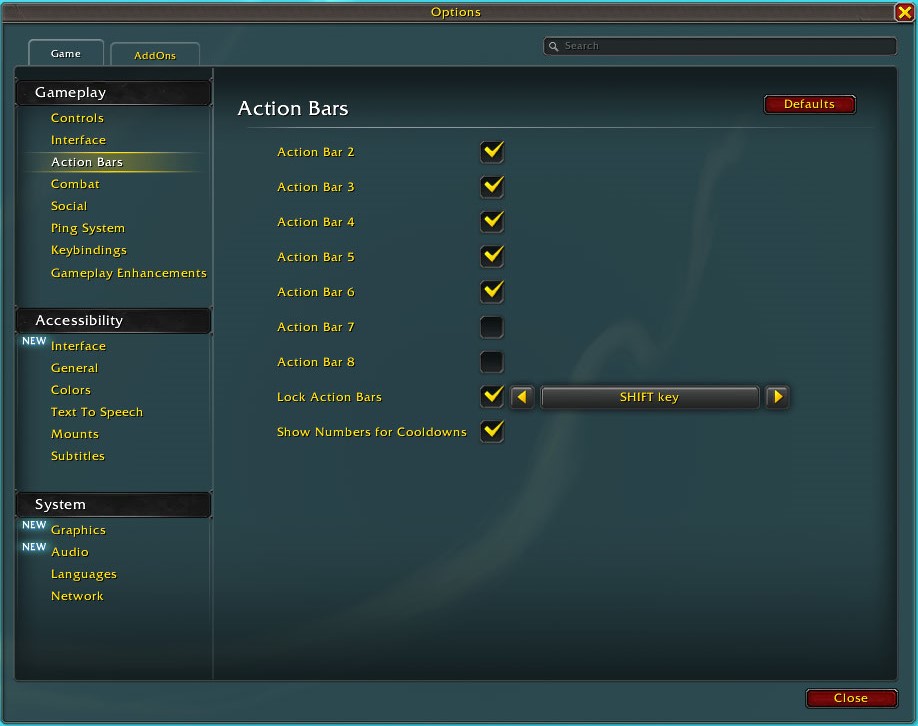 Options
Game
AddOns
Search
Gameplay
Controls
Interface
Action Bars
Combat
Social
Ping System
Keybindings
Gameplay Enhancements
Accessibility
NEW Interface
General
Colors
Text To Speech
Mounts
Subtitles
System
NEW Graphics
NEW Audio
Languages
Network
Action Bars
Defaults
Action Bar 2
Action Bar 3
Action Bar 4
Action Bar 5
Action Bar 6
Action Bar 7
Action Bar 8
Lock Action Bars
SHIFT key
Show Numbers for Cooldowns
Close